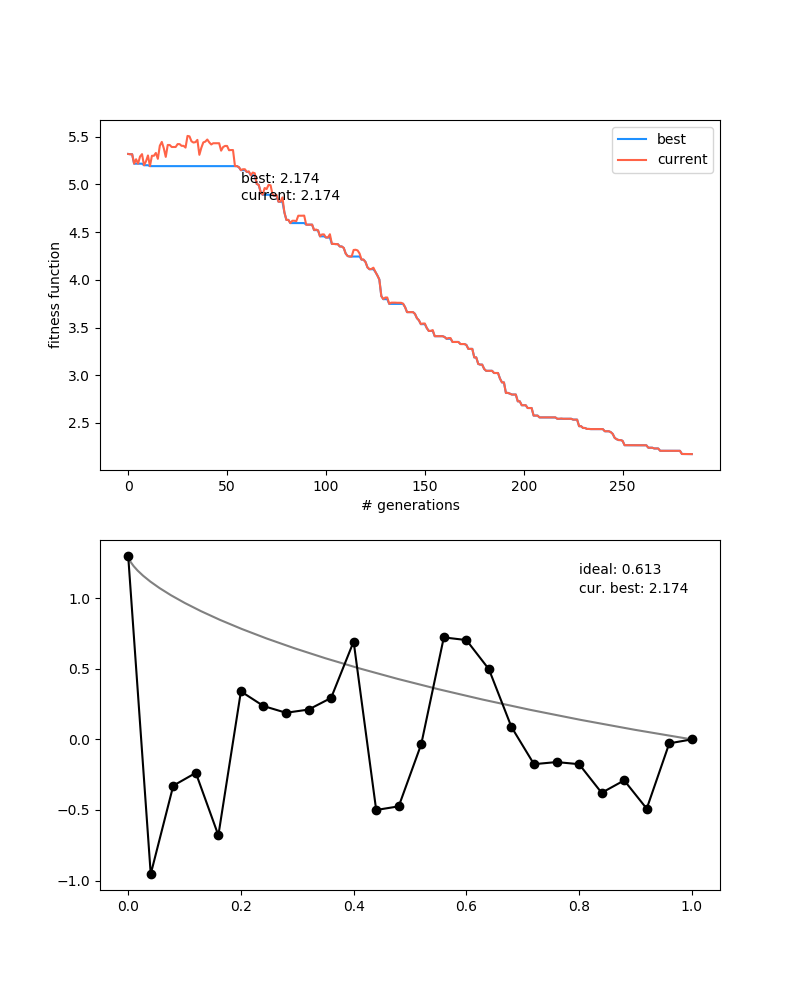 5.5
5.0
4.5
4.0
3.5
3.0
2.5
fitness function
best
current
best: 2.174
current: 2.174
0 50 100 150 200 250
# generations
ideal: 0.613
cur. best: 2.174
1.0
0.5
0.0
−0.5
−1.0
0.0 0.2 0.4 0.6 0.8 1.0